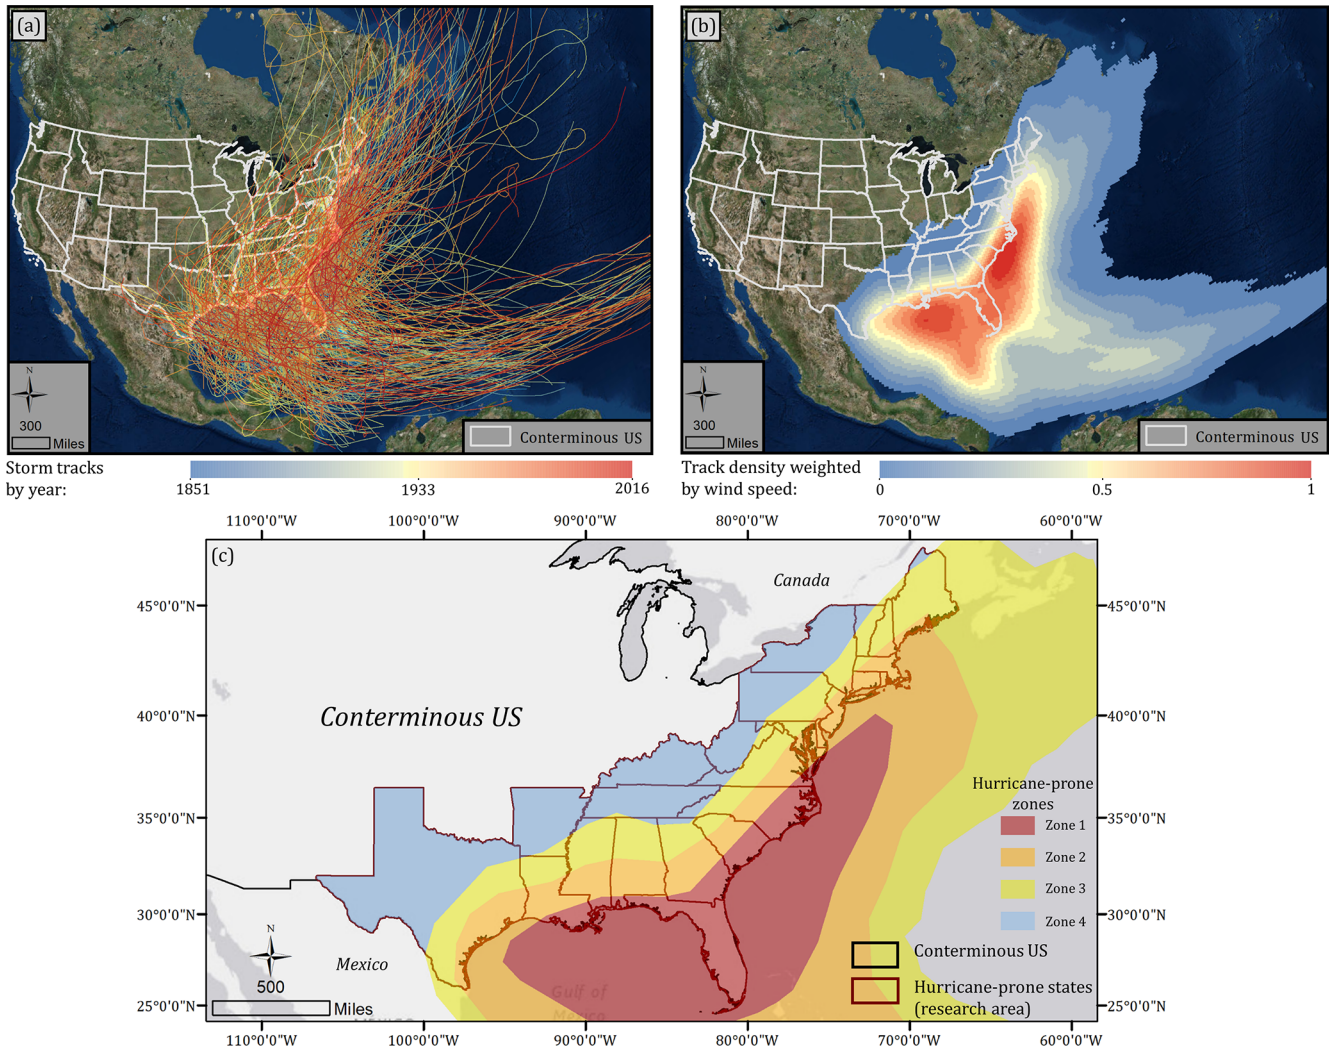 (a)
N
300
Miles
Conterminous US
(b)
N
300
Miles
Conterminous US
Storm tracks
by year:
1851
1933
2016
Track density weighted
by wind speed:
0
0.5
1
110°0'0"W
100°0'0"W
90°0'0"W
80°0'0"W
70°0'0"W
60°0'0"W
(c)
Canada
45°0'0"N
45°0'0"N
Conterminous US
40°0'0"N
40°0'0"N
Hurricane-prone
zones
35°0'0"N
35°0'0"N
Zone 1
Zone 2
Zone 3
Zone 4
30°0'0"N
30°0'0"N
N
Mexico
Conterminous US
500
Miles
Gulf of
Mexico
Hurricane-prone states
(research area)
25°0'0"N
25°0'0"N
110°0'0"W
100°0'0"W
90°0'0"W
80°0'0"W
70°0'0"W
60°0'0"W